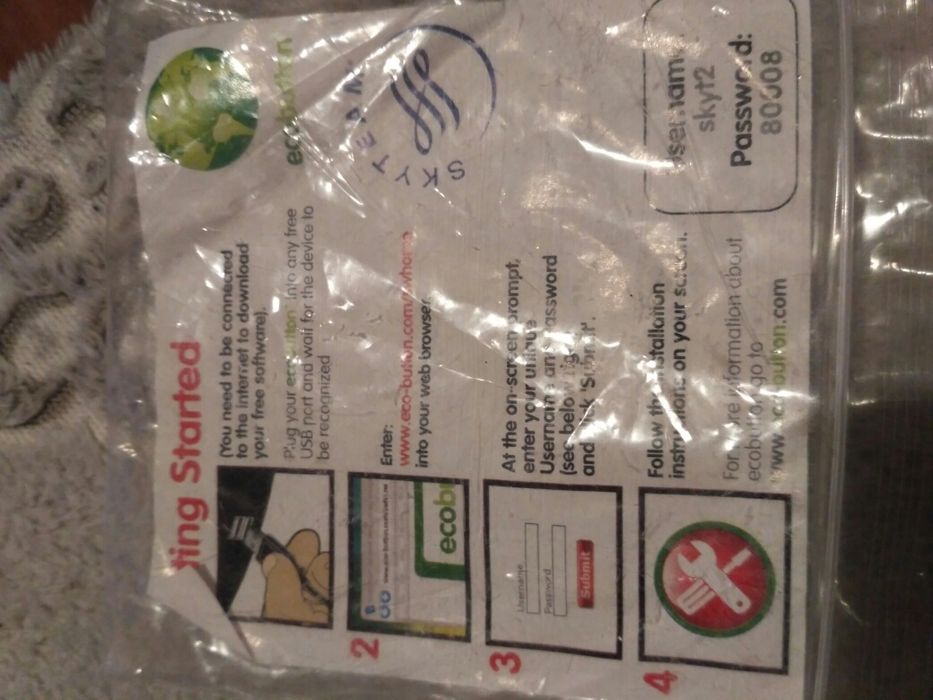 ting Started
ecobutton
(You need to be connected
to the internet to download
your free software).
Plug your ecobutton into any free
USB port and wait for the device to
be recognized
SKYTEAM
2
Enter:
www.eco-button.com/
into your web browser.
ecobu
3
At the on-screen prompt,
enter your unique
Username and Password
(see below right)
and click 'Submit'.
Username
Password
Submit
4
Follow the installation
instructions on your screen.
For more information about
ecobutton go to
www.ecobutton.com
Username:
skyt2
Password:
80008